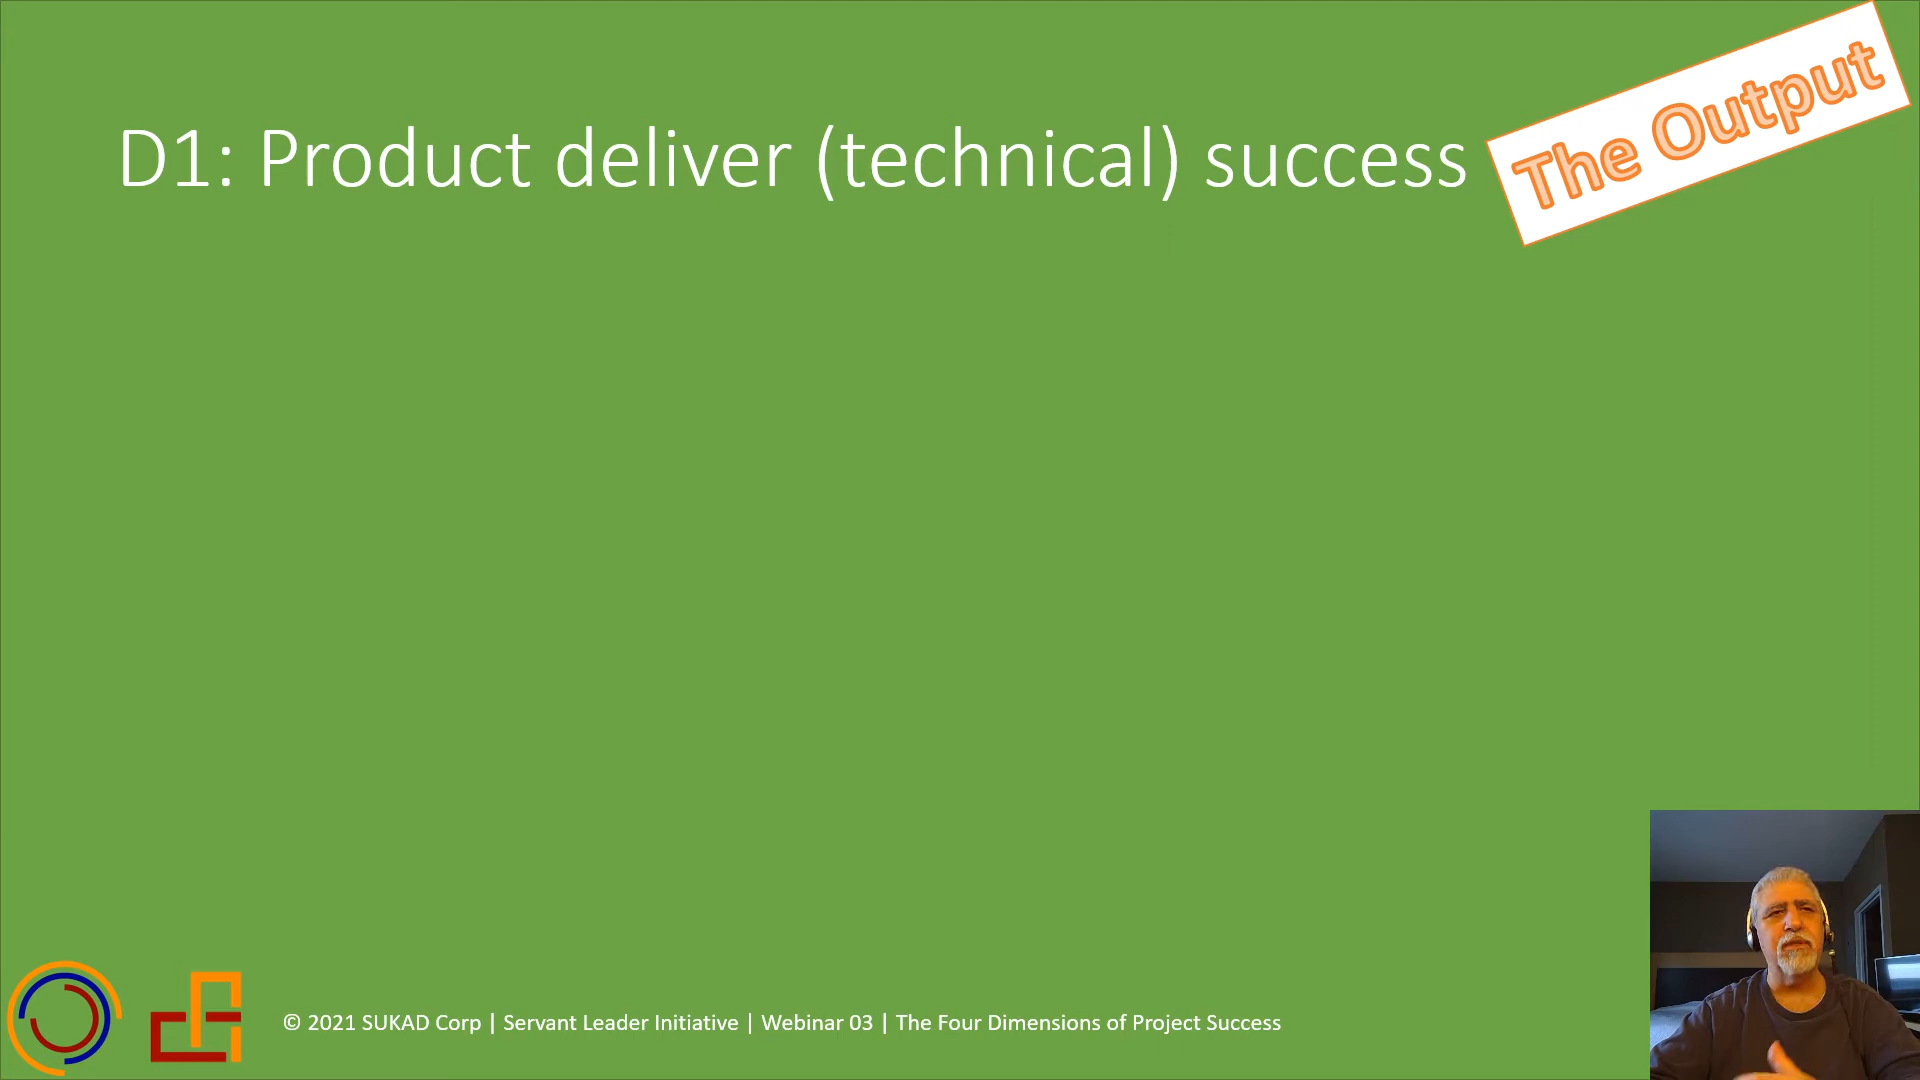 The Output
D1: Product deliver (technical) success
© 2021 SUKAD Corp | Servant Leader Initiative | Webinar 03 | The Four Dimensions of Project Success